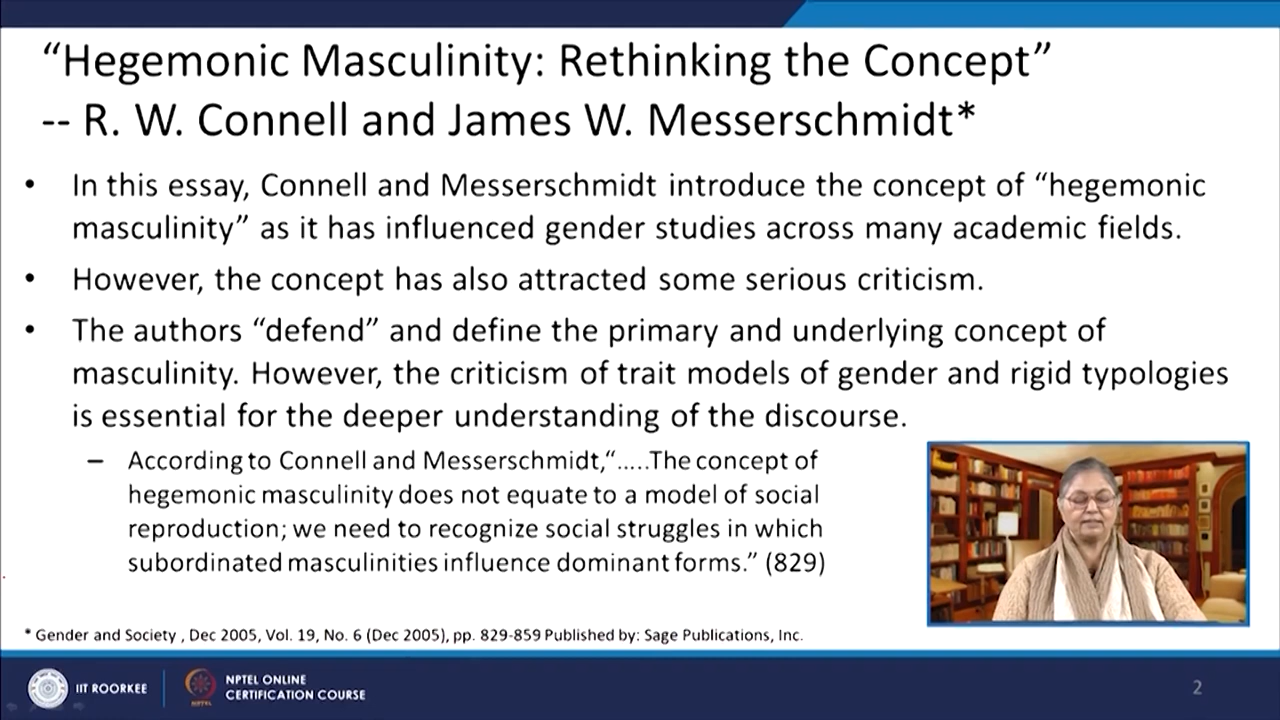 “Hegemonic Masculinity: Rethinking the Concept”
-- R. W. Connell and James W. Messerschmidt*
• In this essay, Connell and Messerschmidt introduce the concept of “hegemonic
masculinity” as it has influenced gender studies across many academic fields.
• However, the concept has also attracted some serious criticism.
• The authors “defend” and define the primary and underlying concept of
masculinity. However, the criticism of trait models of gender and rigid typologies
is essential for the deeper understanding of the discourse.
– According to Connell and Messerschmidt,“.....The concept of
hegemonic masculinity does not equate to a model of social
reproduction; we need to recognize social struggles in which
subordinated masculinities influence dominant forms.” (829)
* Gender and Society , Dec 2005, Vol. 19, No. 6 (Dec 2005), pp. 829-859 Published by: Sage Publications, Inc.
IIT ROORKEE
NPTEL
NPTEL ONLINE
CERTIFICATION COURSE
2